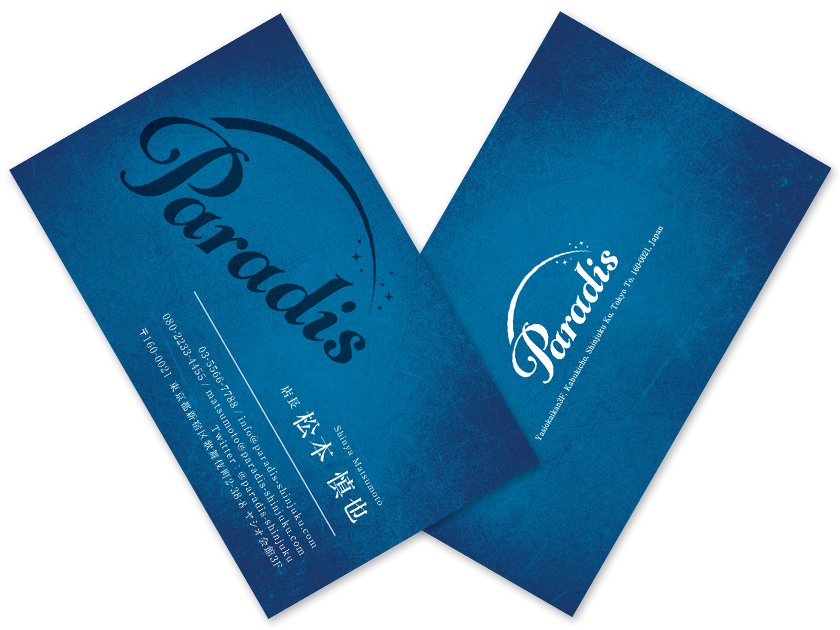 Paradis
Shinya Matsumoto
店長 松本 慎也
03-5566-7788 / info@paradis-shinjuku.com
080-2233-4455 / matsumoto@paradis-shinjuku.com
Twitter : @paradis-shinjuku
〒160-0021 東京都新宿区歌舞伎町2-38-8 ヤシオ会館3F
Paradis
Yasiokaikan3F, Kabukicho, Shinjuku Ku, Tokyo To, 160-0021, Japan